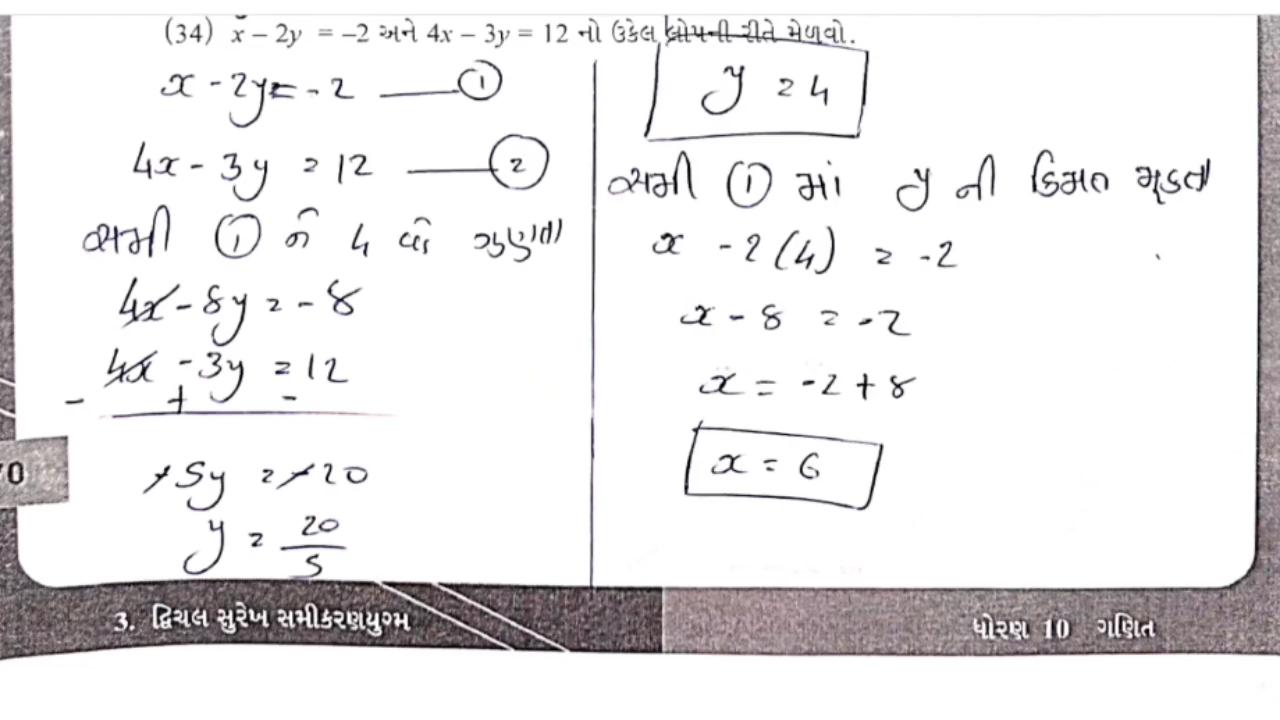 (34) x – 2y = –2 અને 4x – 3y = 12 નો ઉકેલ લોપની રીતે મેળવો.
x - 2y = -2 ——— ①
4x - 3y = 12 ——— ②
સમી ① ને 4 વડે ગુણતા
4x - 8y = -8
4x - 3y = 12
- + -
-5y = -20
y = 20/5
y = 4
સમી ① માં y ની કિમત મૂકતા
x - 2(4) = -2
x - 8 = -2
x = -2 + 8
x = 6
70
3. દ્વિચલ સુરેખ સમીકરણયુગ્મ
ધોરણ 10 ગણિત